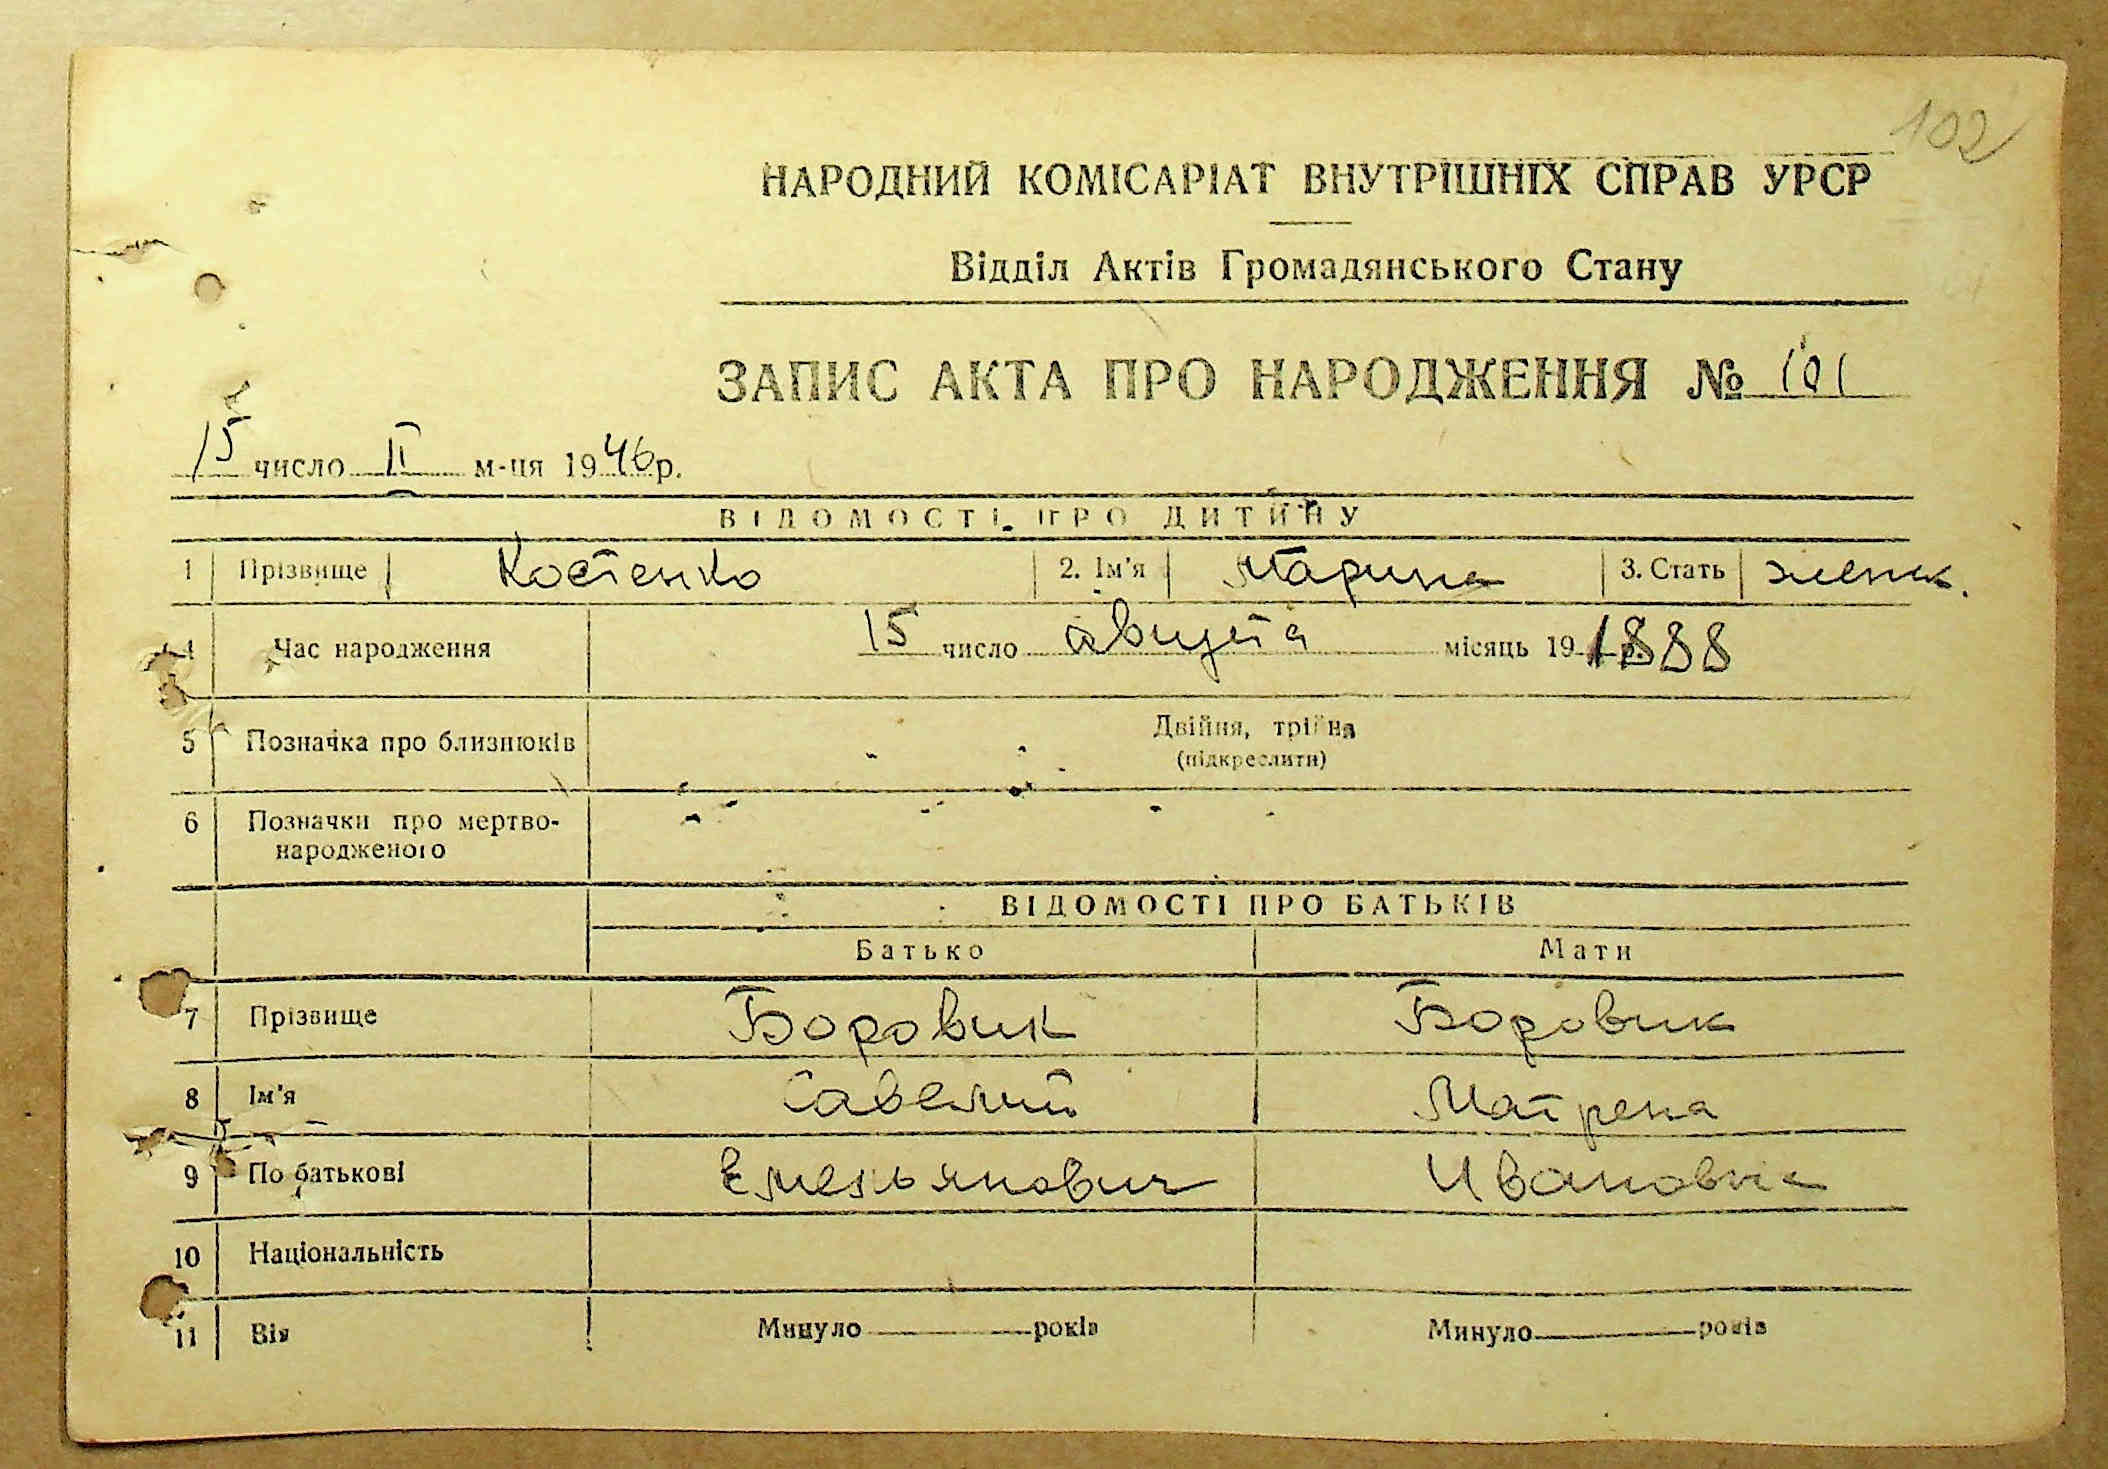 102
НАРОДНИЙ КОМІСАРІАТ ВНУТРІШНІХ СПРАВ УРСР
Відділ Актів Громадянського Стану
ЗАПИС АКТА ПРО НАРОДЖЕННЯ № 101
15 число II м-ця 1946 р.
ВІДОМОСТІ ПРО ДИТИНУ
1 Прізвище Костенко 2. Ім'я Марина 3. Стать женск.
4 Час народження 15 число августа місяць 19 1888
5 Позначка про близнюків Двійня, трійня
(підкреслити)
6 Позначки про мертво-
народженого
ВІДОМОСТІ ПРО БАТЬКІВ
Батько Мати
7 Прізвище Боровик Боровик
8 Ім'я Савелий Матрена
9 По батькові Емельянович Ивановна
10 Національність
11 Вік Минуло років Минуло років